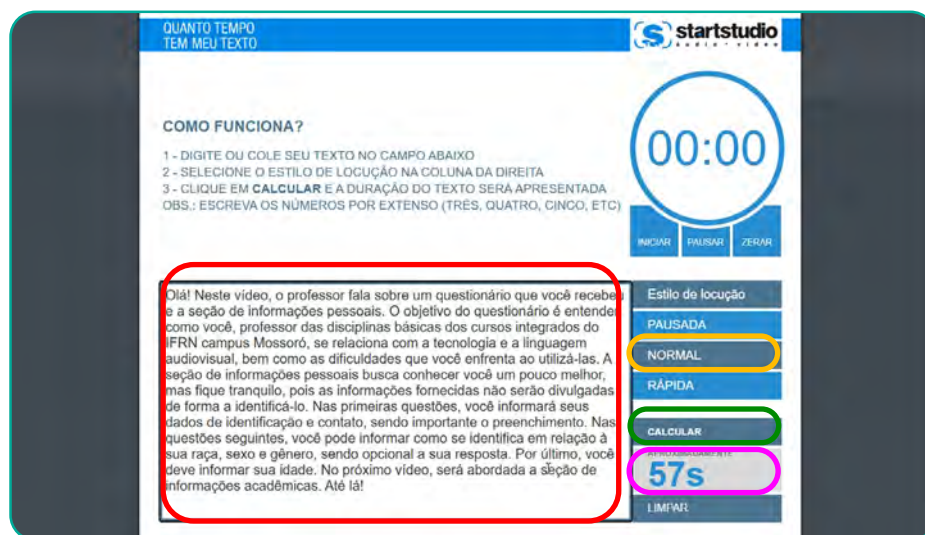 QUANTO TEMPO
TEM MEU TEXTO
startstudio
audio · video
COMO FUNCIONA?
1 - DIGITE OU COLE SEU TEXTO NO CAMPO ABAIXO
2 - SELECIONE O ESTILO DE LOCUÇÃO NA COLUNA DA DIREITA
3 - CLIQUE EM CALCULAR E A DURAÇÃO DO TEXTO SERÁ APRESENTADA
OBS.: ESCREVA OS NÚMEROS POR EXTENSO (TRÊS, QUATRO, CINCO, ETC)
00:00
INICIAR PAUSAR ZERAR
Olá! Neste vídeo, o professor fala sobre um questionário que você recebeu
e a seção de informações pessoais. O objetivo do questionário é entender
como você, professor das disciplinas básicas dos cursos integrados do
IFRN campus Mossoró, se relaciona com a tecnologia e a linguagem
audiovisual, bem como as dificuldades que você enfrenta ao utilizá-las. A
seção de informações pessoais busca conhecer você um pouco melhor,
mas fique tranquilo, pois as informações fornecidas não serão divulgadas
de forma a identificá-lo. Nas primeiras questões, você informará seus
dados de identificação e contato, sendo importante o preenchimento. Nas
questões seguintes, você pode informar como se identifica em relação à
sua raça, sexo e gênero, sendo opcional a sua resposta. Por último, você
deve informar sua idade. No próximo vídeo, será abordada a seção de
informações acadêmicas. Até lá!
Estilo de locução
PAUSADA
NORMAL
RÁPIDA
CALCULAR
APROXIMADAMENTE
57s
LIMPAR